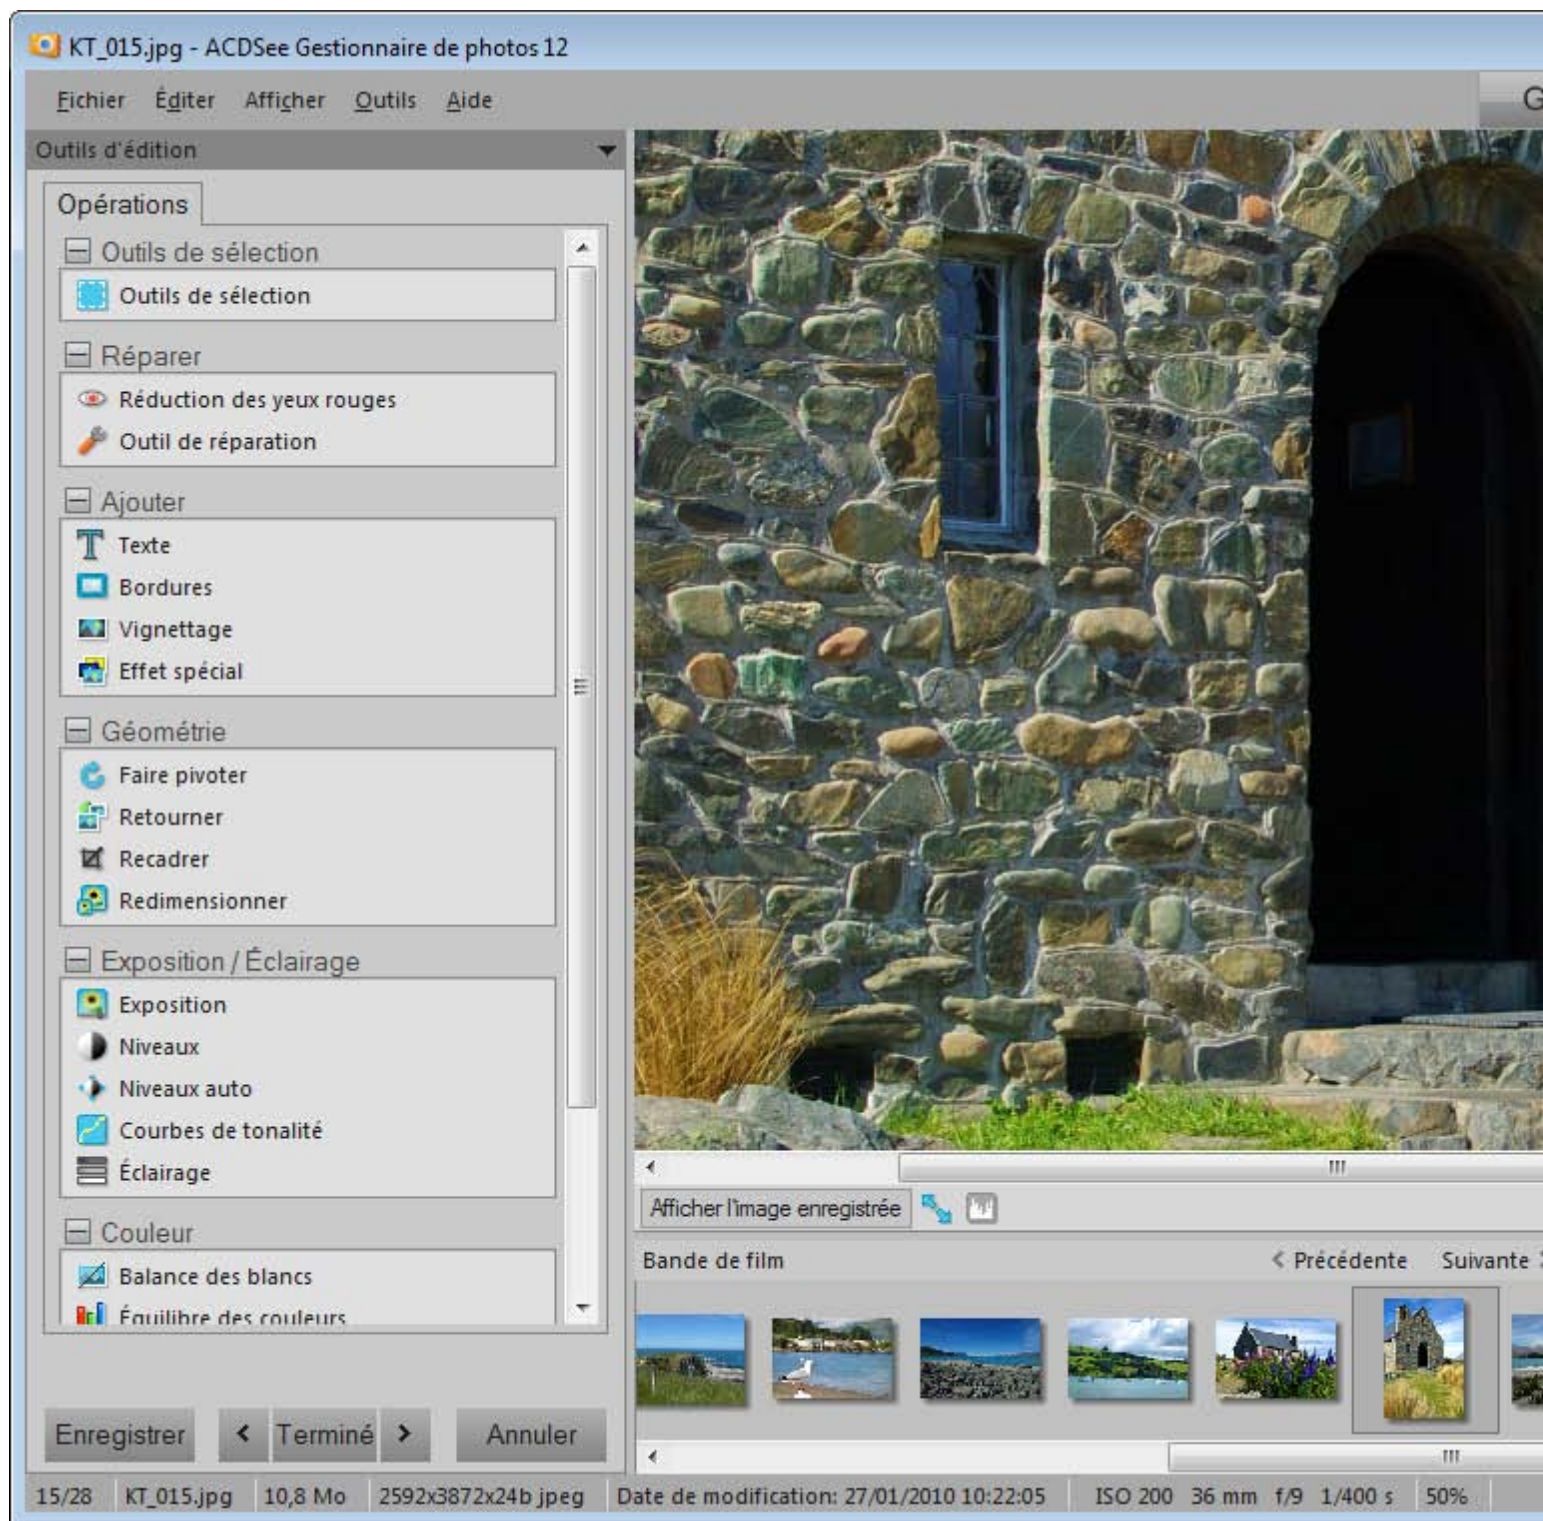 KT_015.jpg - ACDSee Gestionnaire de photos 12
Fichier Éditer Afficher Outils Aide
G
Outils d'édition
Opérations
Outils de sélection
Outils de sélection
Réparer
Réduction des yeux rouges
Outil de réparation
Ajouter
Texte
Bordures
Vignettage
Effet spécial
Géométrie
Faire pivoter
Retourner
Recadrer
Redimensionner
Exposition / Éclairage
Exposition
Niveaux
Niveaux auto
Courbes de tonalité
Éclairage
Couleur
Balance des blancs
Équilibre des couleurs
Enregistrer < Terminé > Annuler
Afficher l'image enregistrée
Bande de film < Précédente Suivante >
15/28 KT_015.jpg 10,8 Mo 2592x3872x24b jpeg Date de modification: 27/01/2010 10:22:05 ISO 200 36 mm f/9 1/400 s 50%